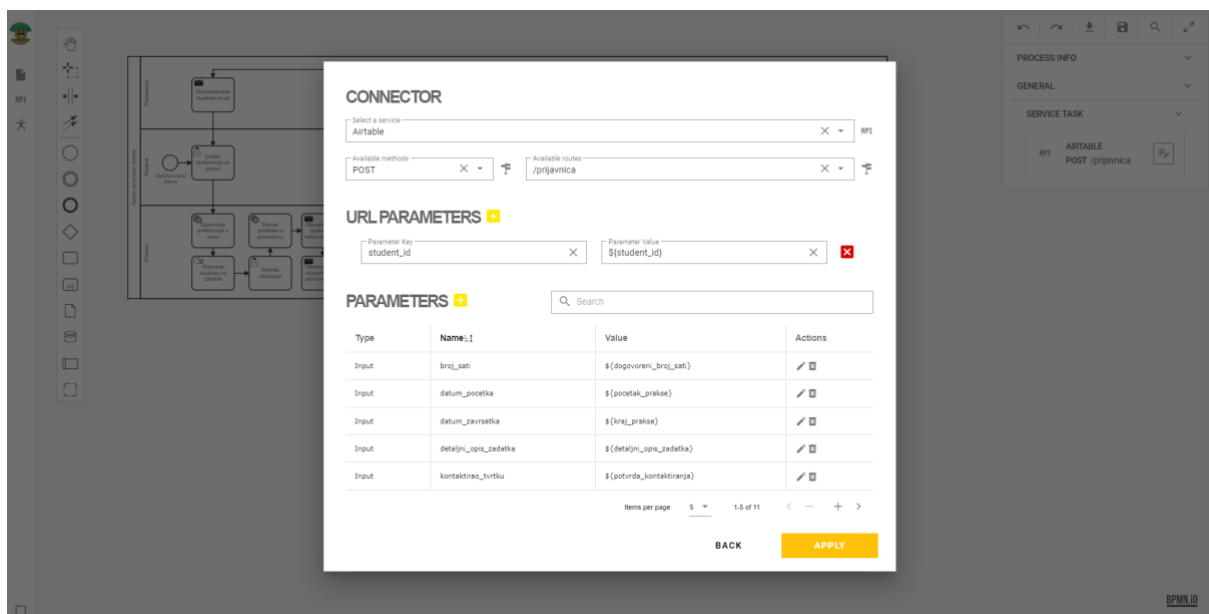 PROCESS INFO
GENERAL
SERVICE TASK
API
AIRTABLE
POST /prijavnica
API
CONNECTOR
Select a service
Airtable
API
Available methods
POST
Available routes
/prijavnica
URL PARAMETERS
Parameter Key
student_id
Parameter Value
${student_id}
PARAMETERS
Search
Type Name Value Actions
Input broj_sati ${dogovoreni_broj_sati}
Input datum_pocetka ${pocetak_prakse}
Input datum_zavrsetka ${kraj_prakse}
Input detaljni_opis_zadatka ${detaljni_opis_zadatka}
Input kontaktirao_tvrtku ${potvrda_kontaktiranja}
Items per page 5 1-5 of 11
BACK APPLY
BPMN.iO